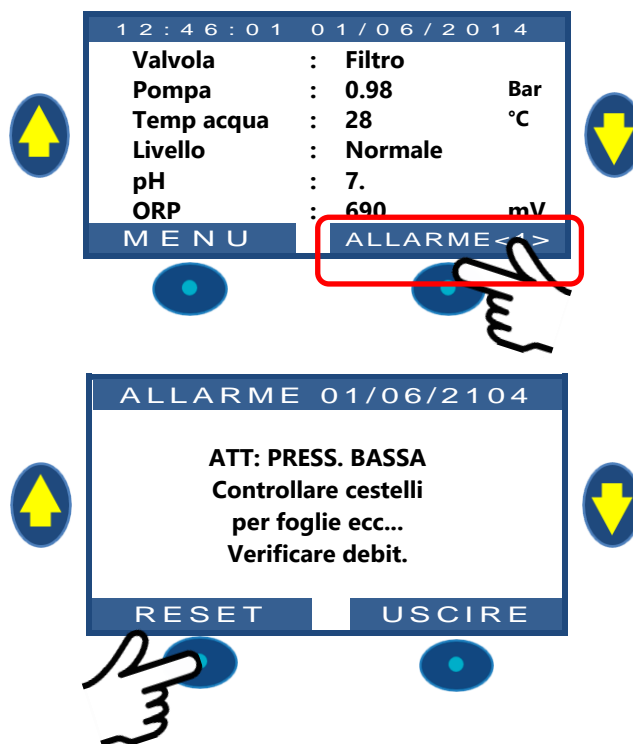 12:46:01 01/06/2014
Valvola : Filtro
Pompa : 0.98 Bar
Temp acqua : 28 °C
Livello : Normale
pH : 7.
ORP : 690 mV
MENU ALLARME<1>
ALLARME 01/06/2104
ATT: PRESS. BASSA
Controllare cestelli
per foglie ecc...
Verificare debit.
RESET USCIRE